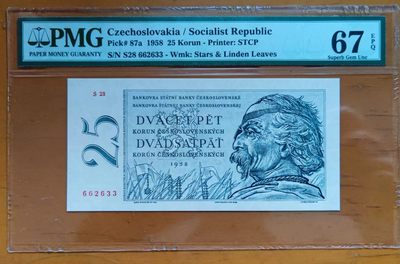 PMG
PAPER MONEY GUARANTY
Czechoslovakia / Socialist Republic
Pick# 87a 1958 25 Korun - Printer: STCP
S/N S28 662633 - Wmk: Stars & Linden Leaves
67 EPQ
Superb Gem Unc
S 28
BANKOVKA STÁTNÍ BANKY ČESKOSLOVENSKÉ
BANKOVKA ŠTÁTNEJ BANKY ČESKOSLOVENSKEJ
25
DVACET PĚT
KORUN ČESKOSLOVENSKÝCH
DVADSAŤPÄŤ
KORÚN ČESKOSLOVENSKÝCH
1958
662633